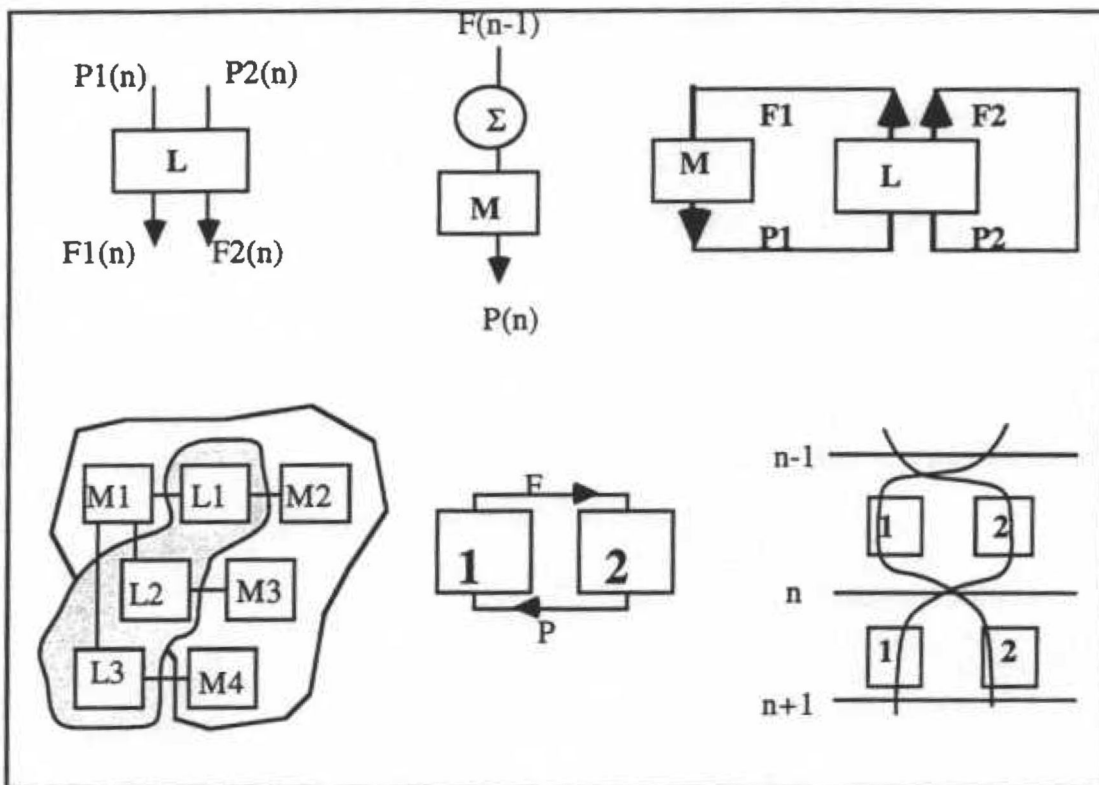 P1(n) P2(n)
L
F1(n) F2(n)
F(n-1)
Σ
M
P(n)
F1 F2
M L
P1 P2
M1 L1 M2
L2 M3
L3 M4
F
1 2
P
n-1
1 2
n
1 2
n+1